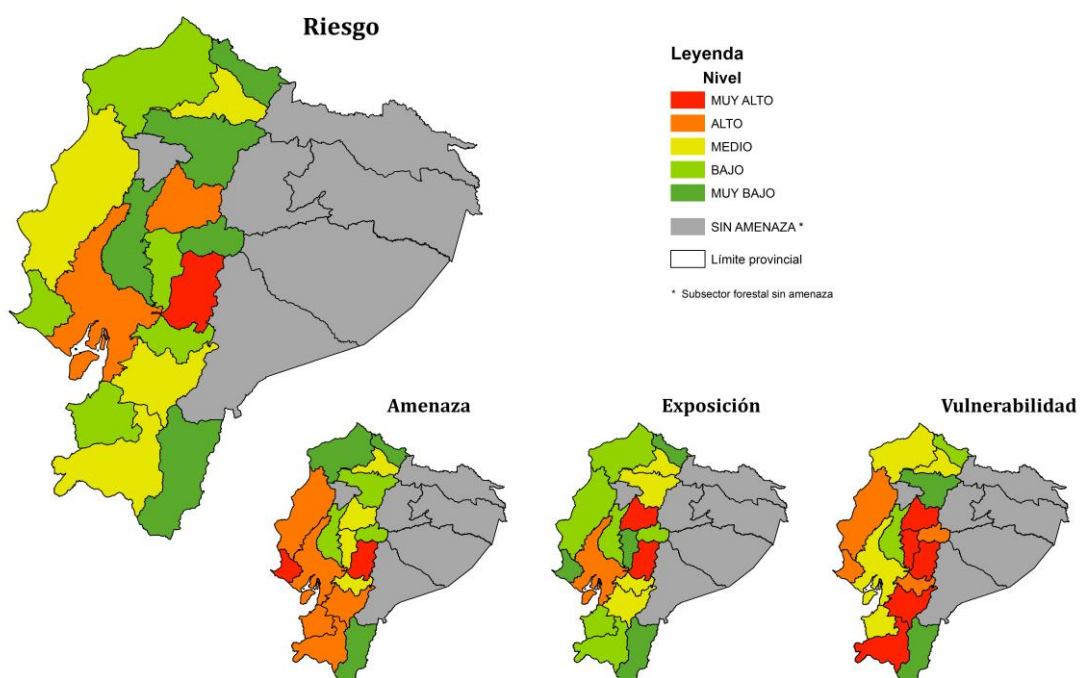 Riesgo
Leyenda
Nivel
MUY ALTO
ALTO
MEDIO
BAJO
MUY BAJO
SIN AMENAZA *
Límite provincial
* Subsector forestal sin amenaza
Amenaza
Exposición
Vulnerabilidad